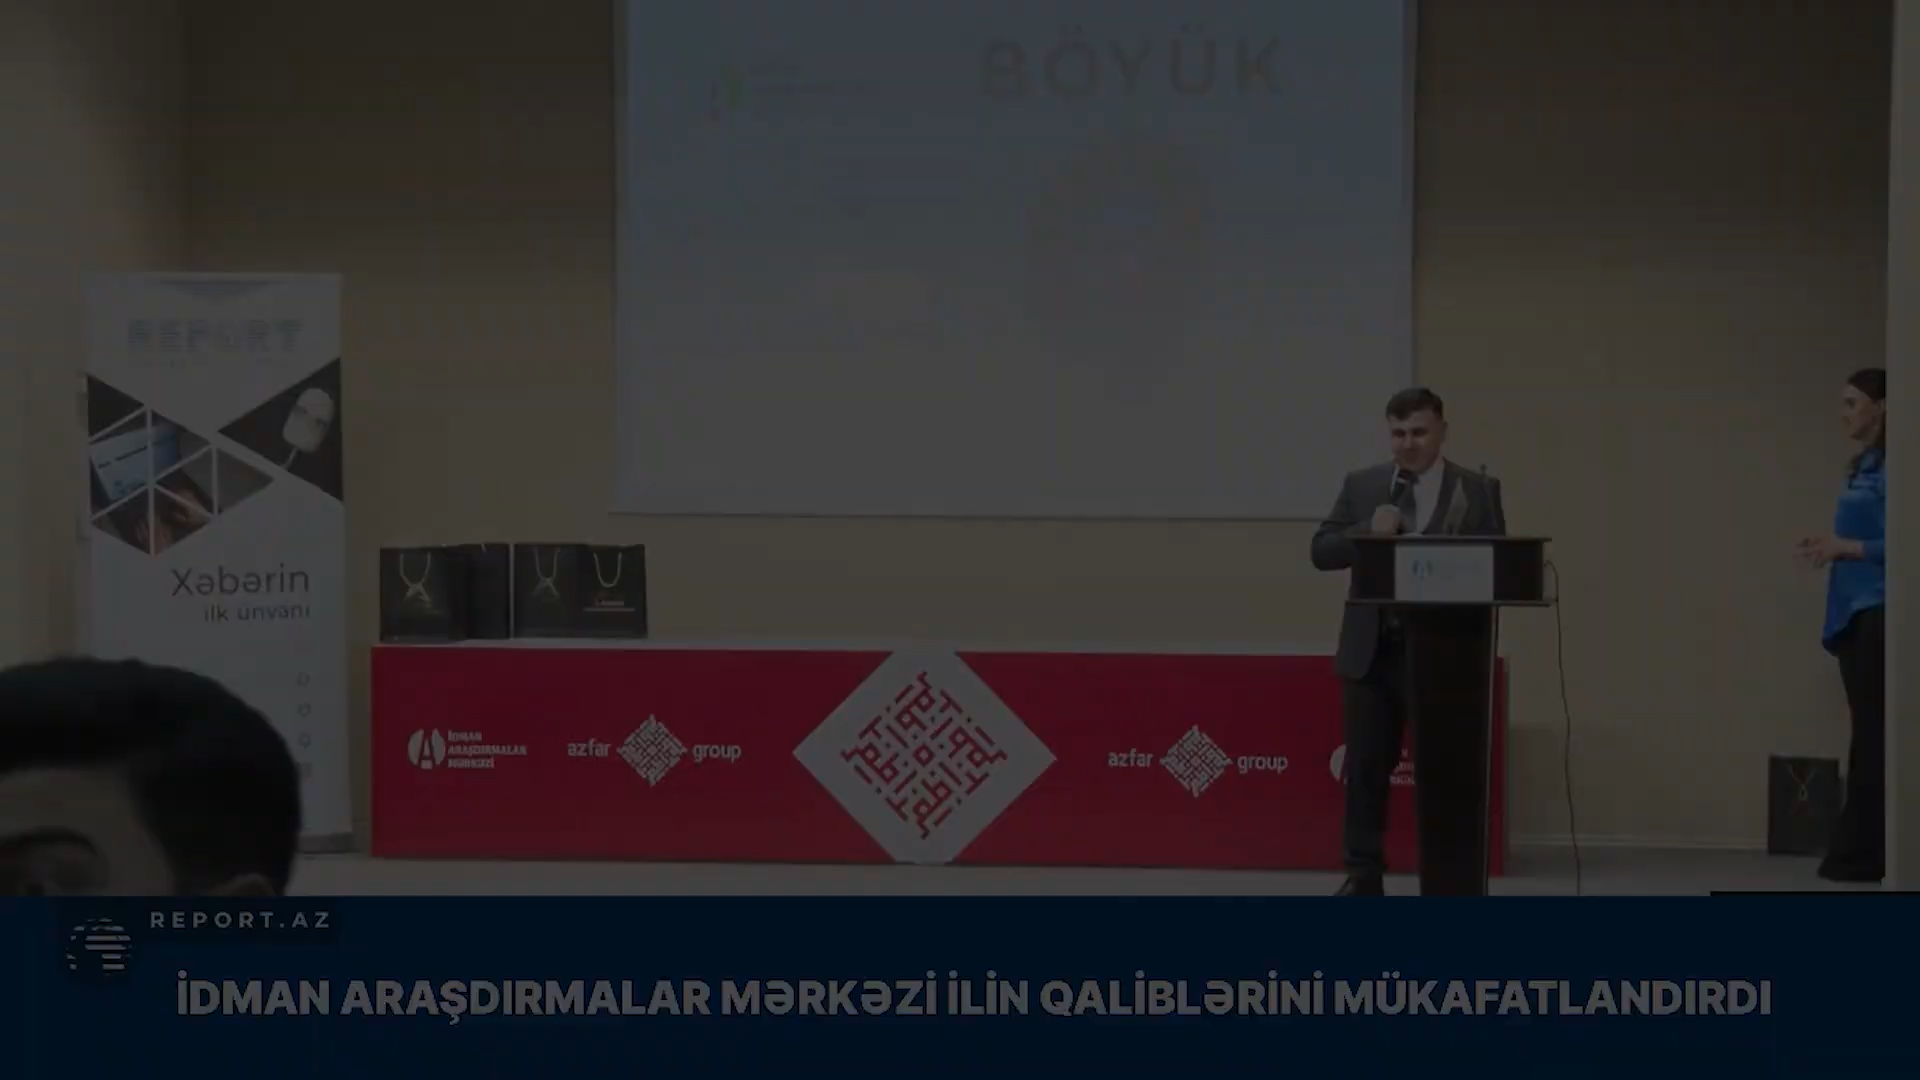 BÖYÜK
REPORT
Xəbərin
ilk ünvanı
İDMAN
ARAŞDIRMALAR
MƏRKƏZİ
azfar group
azfar group
REPORT.AZ
İDMAN ARAŞDIRMALAR MƏRKƏZİ İLİN QALİBLƏRİNİ MÜKAFATLANDIRDI